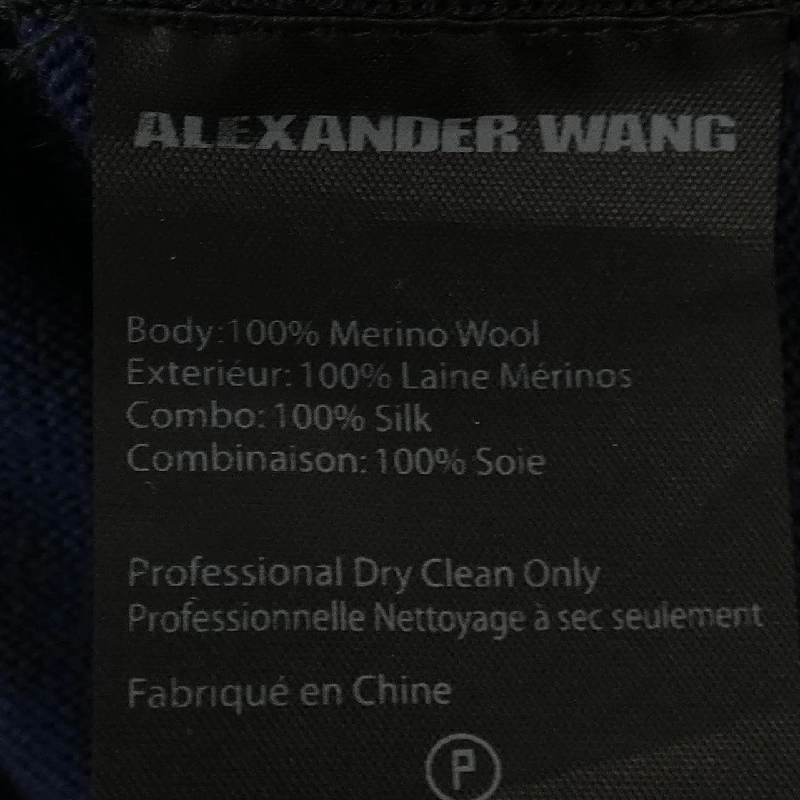 ALEXANDER WANG
Body:100% Merino Wool
Exteriéur: 100% Laine Mérinos
Combo: 100% Silk
Combinaison: 100% Soie
Professional Dry Clean Only
Professionnelle Nettoyage à sec seulement
Fabriqué en Chine
P